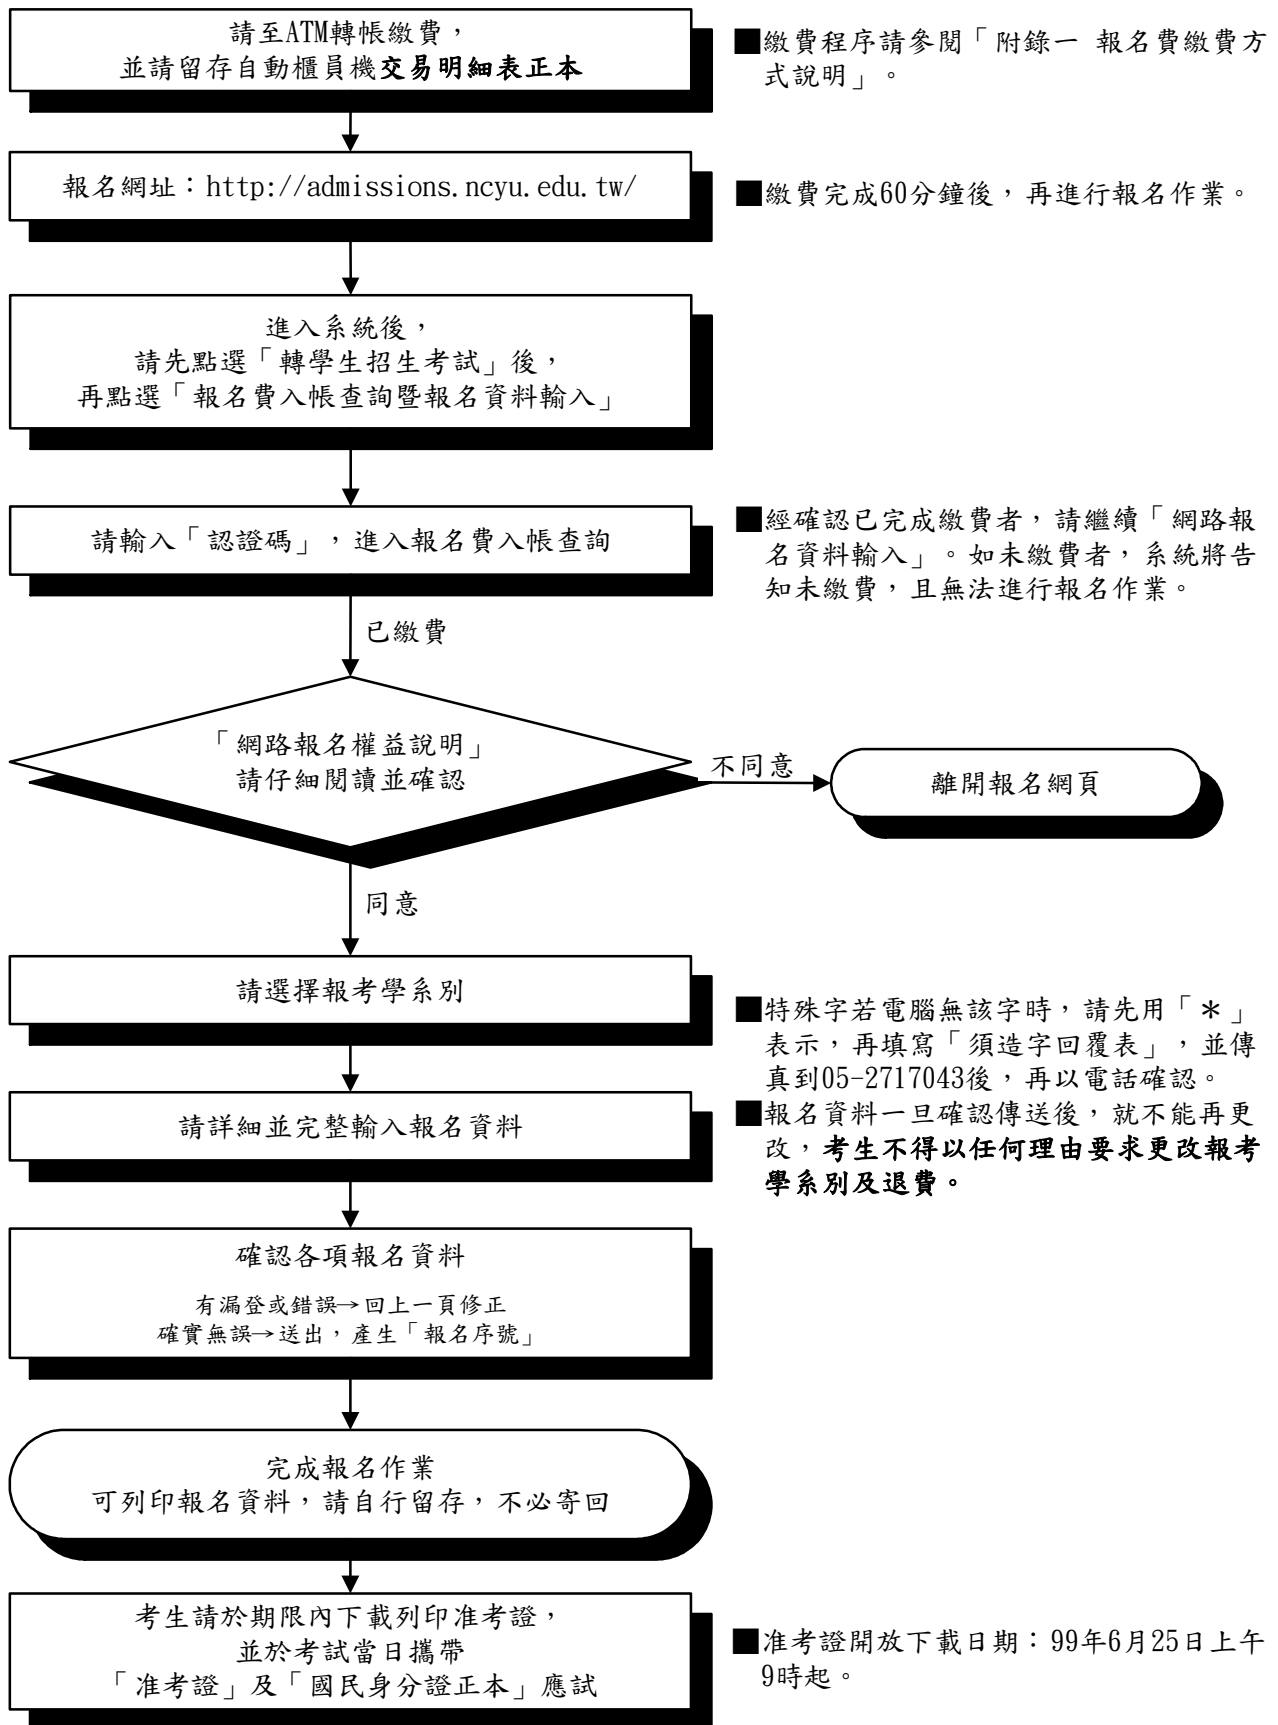 請至ATM轉帳繳費，
並請留存自動櫃員機交易明細表正本
■繳費程序請參閱「附錄一 報名費繳費方
式說明」。
報名網址：http://admissions.ncyu.edu.tw/
■繳費完成60分鐘後，再進行報名作業。
進入系統後，
請先點選「轉學生招生考試」後，
再點選「報名費入帳查詢暨報名資料輸入」
請輸入「認證碼」，進入報名費入帳查詢
■經確認已完成繳費者，請繼續「網路報
名資料輸入」。如未繳費者，系統將告
知未繳費，且無法進行報名作業。
已繳費
「網路報名權益說明」
請仔細閱讀並確認
不同意
離開報名網頁
同意
請選擇報考學系別
■特殊字若電腦無該字時，請先用「＊」
表示，再填寫「須造字回覆表」，並傳
真到05-2717043後，再以電話確認。
請詳細並完整輸入報名資料
■報名資料一旦確認傳送後，就不能再更
改，考生不得以任何理由要求更改報考
學系別及退費。
確認各項報名資料
有漏登或錯誤→回上一頁修正
確實無誤→送出，產生「報名序號」
完成報名作業
可列印報名資料，請自行留存，不必寄回
考生請於期限內下載列印准考證，
並於考試當日攜帶
「准考證」及「國民身分證正本」應試
■准考證開放下載日期：99年6月25日上午
9時起。